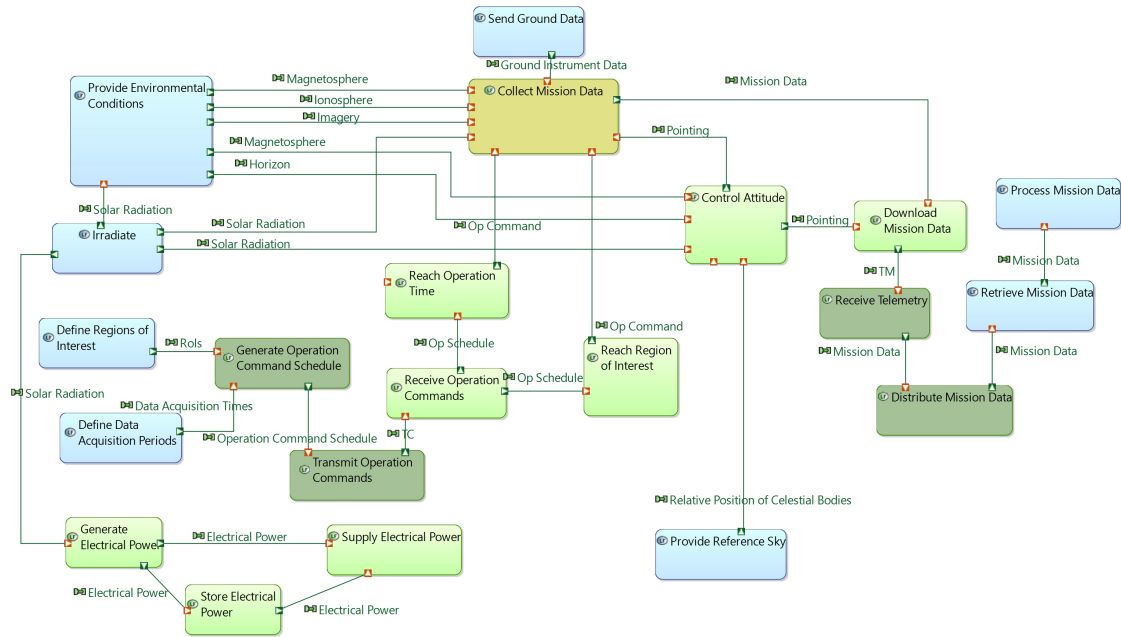 Send Ground Data
Ground Instrument Data
Provide Environmental
Conditions
Magnetosphere
Ionosphere
Imagery
Magnetosphere
Horizon
Collect Mission Data
Mission Data
Pointing
Solar Radiation
Irradiate
Solar Radiation
Solar Radiation
Op Command
Control Attitude
Pointing
Download
Mission Data
Process Mission Data
Mission Data
TM
Reach Operation
Time
Receive Telemetry
Retrieve Mission Data
Define Regions of
Interest
RoIs
Generate Operation
Command Schedule
Op Schedule
Op Command
Reach Region
of Interest
Mission Data
Mission Data
Solar Radiation
Data Acquisition Times
Receive Operation
Commands
Op Schedule
Distribute Mission Data
Define Data
Acquisition Periods
Operation Command Schedule
TC
Transmit Operation
Commands
Relative Position of Celestial Bodies
Generate
Electrical Power
Electrical Power
Supply Electrical Power
Provide Reference Sky
Electrical Power
Store Electrical
Power
Electrical Power